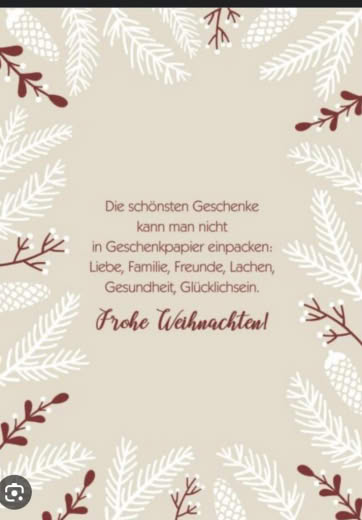 Die schönsten Geschenke
kann man nicht
in Geschenkpapier einpacken:
Liebe, Familie, Freunde, Lachen,
Gesundheit, Glücklichsein.
Frohe Weihnachten!